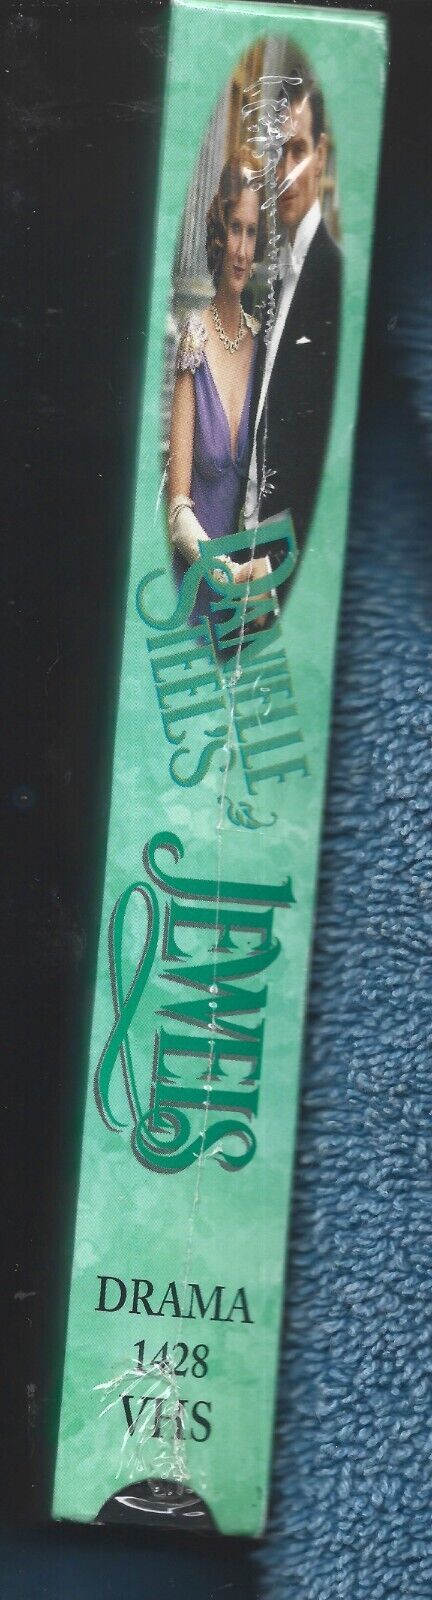 DANIELLE
STEEL'S
JEWELS
DRAMA
1428
VHS